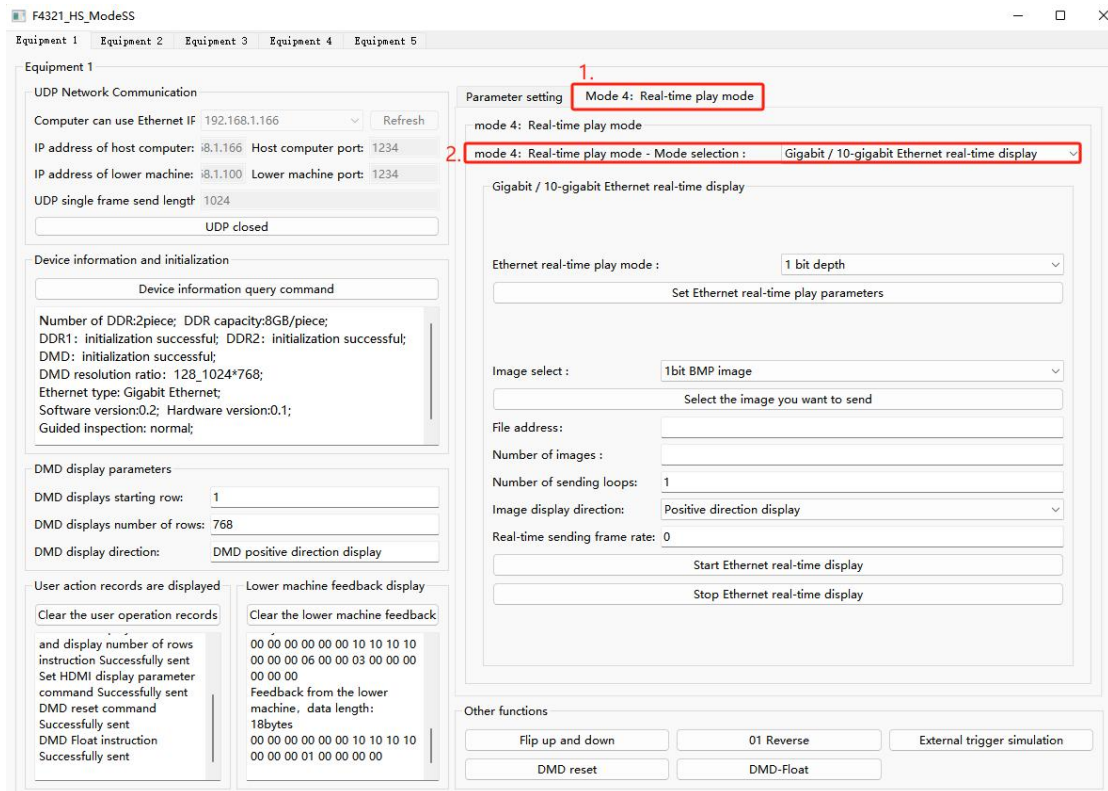 F4321_HS_ModeSS
Equipment 1 Equipment 2 Equipment 3 Equipment 4 Equipment 5
Equipment 1
UDP Network Communication
Computer can use Ethernet IF 192.168.1.166 Refresh
IP address of host computer: 58.1.166 Host computer port: 1234
IP address of lower machine: 58.1.100 Lower machine port: 1234
UDP single frame send length 1024
UDP closed
Device information and initialization
Device information query command
Number of DDR:2piece; DDR capacity:8GB/piece;
DDR1: initialization successful; DDR2: initialization successful;
DMD: initialization successful;
DMD resolution ratio: 128_1024*768;
Ethernet type: Gigabit Ethernet;
Software version:0.2; Hardware version:0.1;
Guided inspection: normal;
DMD display parameters
DMD displays starting row: 1
DMD displays number of rows: 768
DMD display direction: DMD positive direction display
User action records are displayed
Clear the user operation records
and display number of rows
instruction Successfully sent
Set HDMI display parameter
command Successfully sent
DMD reset command
Successfully sent
DMD Float instruction
Successfully sent
Lower machine feedback display
Clear the lower machine feedback
00 00 00 00 00 00 10 10 10 10
00 00 00 06 00 00 03 00 00 00
00 00 00
Feedback from the lower
machine, data length:
18bytes
00 00 00 00 00 00 10 10 10 10
00 00 00 01 00 00 00 00
1.
Parameter setting Mode 4: Real-time play mode
mode 4: Real-time play mode
2. mode 4: Real-time play mode - Mode selection : Gigabit / 10-gigabit Ethernet real-time display
Gigabit / 10-gigabit Ethernet real-time display
Ethernet real-time play mode : 1 bit depth
Set Ethernet real-time play parameters
Image select : 1bit BMP image
Select the image you want to send
File address:
Number of images :
Number of sending loops: 1
Image display direction: Positive direction display
Real-time sending frame rate: 0
Start Ethernet real-time display
Stop Ethernet real-time display
Other functions
Flip up and down 01 Reverse External trigger simulation
DMD reset DMD-Float